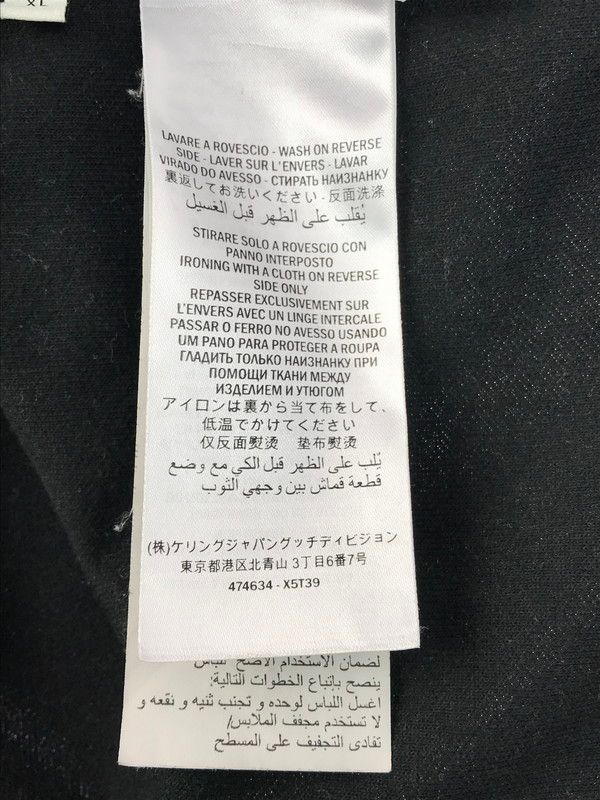 XL
LAVARE A ROVESCIO - WASH ON REVERSE
SIDE - LAVER SUR L'ENVERS - LAVAR
VIRADO DO AVESSO - СТИРАТЬ НАИЗНАНКУ
裏返してお洗いください - 反面洗涤
يُقلب على الظهر قبل الغسيل
STIRARE SOLO A ROVESCIO CON
PANNO INTERPOSTO
IRONING WITH A CLOTH ON REVERSE
SIDE ONLY
REPASSER EXCLUSIVEMENT SUR
L'ENVERS AVEC UN LINGE INTERCALE
PASSAR O FERRO NO AVESSO USANDO
UM PANO PARA PROTEGER A ROUPA
ГЛАДИТЬ ТОЛЬКО НАИЗНАНКУ ПРИ
ПОМОЩИ ТКАНИ МЕЖДУ
ИЗДЕЛИЕМ И УТЮГОМ
アイロンは裏から当て布をして、
低温でかけてください
仅反面熨烫 垫布熨烫
يُلب على الظهر قبل الكي مع وضع
قطعة قماش بين وجهي الثوب
(株)ケリングジャパングッチディビジョン
東京都港区北青山 3丁目6番7号
474634 - X5T39
لضمان الاستخدام الأصح للباس
ينصح بإتباع الخطوات التالية:
اغسل اللباس لوحده و تجنب ثنيه و نقعه و
لا تستخدم مجفف الملابس/
تفادى التجفيف على المسطح